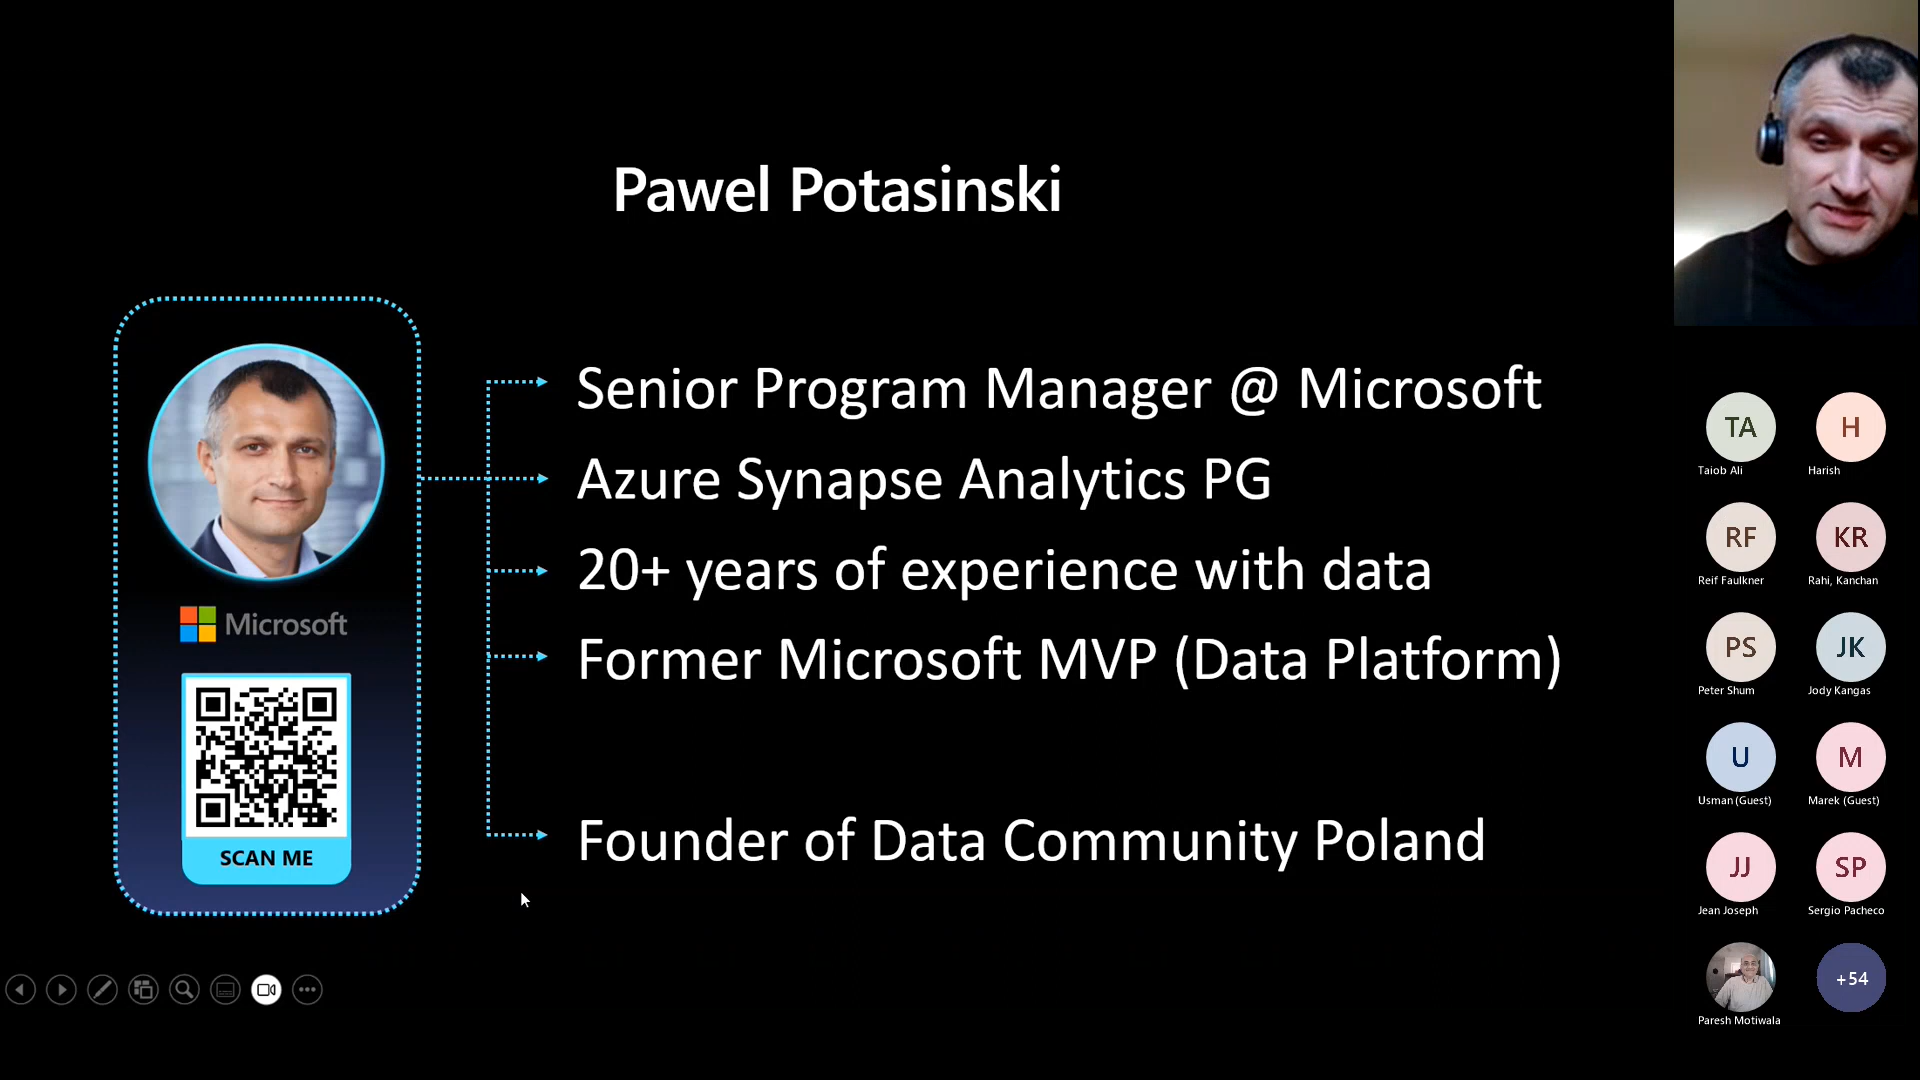 Pawel Potasinski
Senior Program Manager @ Microsoft
Azure Synapse Analytics PG
20+ years of experience with data
Former Microsoft MVP (Data Platform)
Founder of Data Community Poland
Microsoft
SCAN ME
TA
Taiob Ali
H
Harish
RF
Reif Faulkner
KR
Rahi, Kanchan
PS
Peter Shum
JK
Jody Kangas
U
Usman (Guest)
M
Marek (Guest)
JJ
Jean Joseph
SP
Sergio Pacheco
Paresh Motiwala
+54